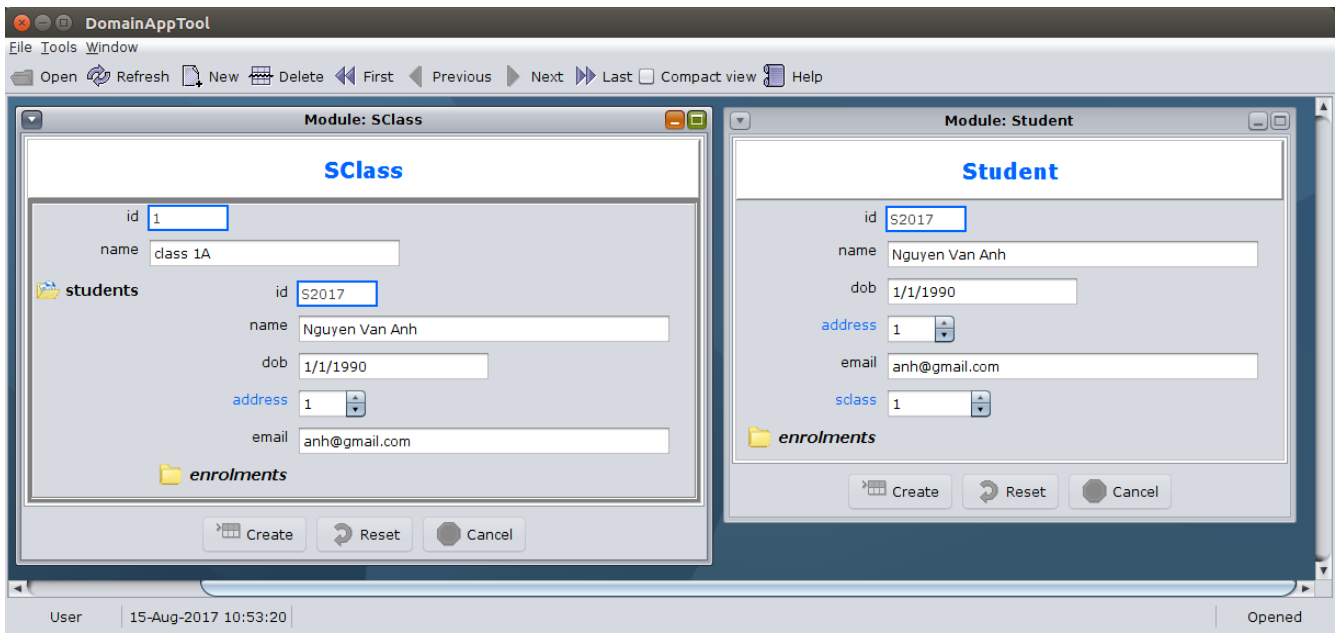 DomainAppTool
File Tools Window
Open Refresh New Delete First Previous Next Last Compact view Help
Module: SClass
SClass
id 1
name class 1A
students id S2017
name Nguyen Van Anh
dob 1/1/1990
address 1
email anh@gmail.com
enrolments
Create Reset Cancel
Module: Student
Student
id S2017
name Nguyen Van Anh
dob 1/1/1990
address 1
email anh@gmail.com
sclass 1
enrolments
Create Reset Cancel
User 15-Aug-2017 10:53:20 Opened